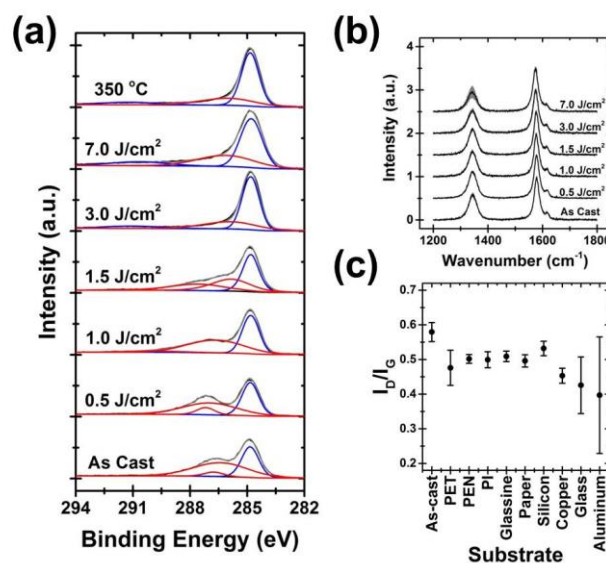 (a)
350 °C
7.0 J/cm²
3.0 J/cm²
1.5 J/cm²
1.0 J/cm²
0.5 J/cm²
As Cast
Intensity (a.u.)
294 291 288 285 282
Binding Energy (eV)
(b)
4
3
2
1
0
Intensity (a.u.)
7.0 J/cm²
3.0 J/cm²
1.5 J/cm²
1.0 J/cm²
0.5 J/cm²
As Cast
1200 1400 1600 1800
Wavenumber (cm⁻¹)
(c)
0.6
0.5
0.4
0.3
0.2
I_D/I_G
As-cast
PET
PEN
PI
Glassine
Paper
Silicon
Copper
Glass
Aluminum
Substrate